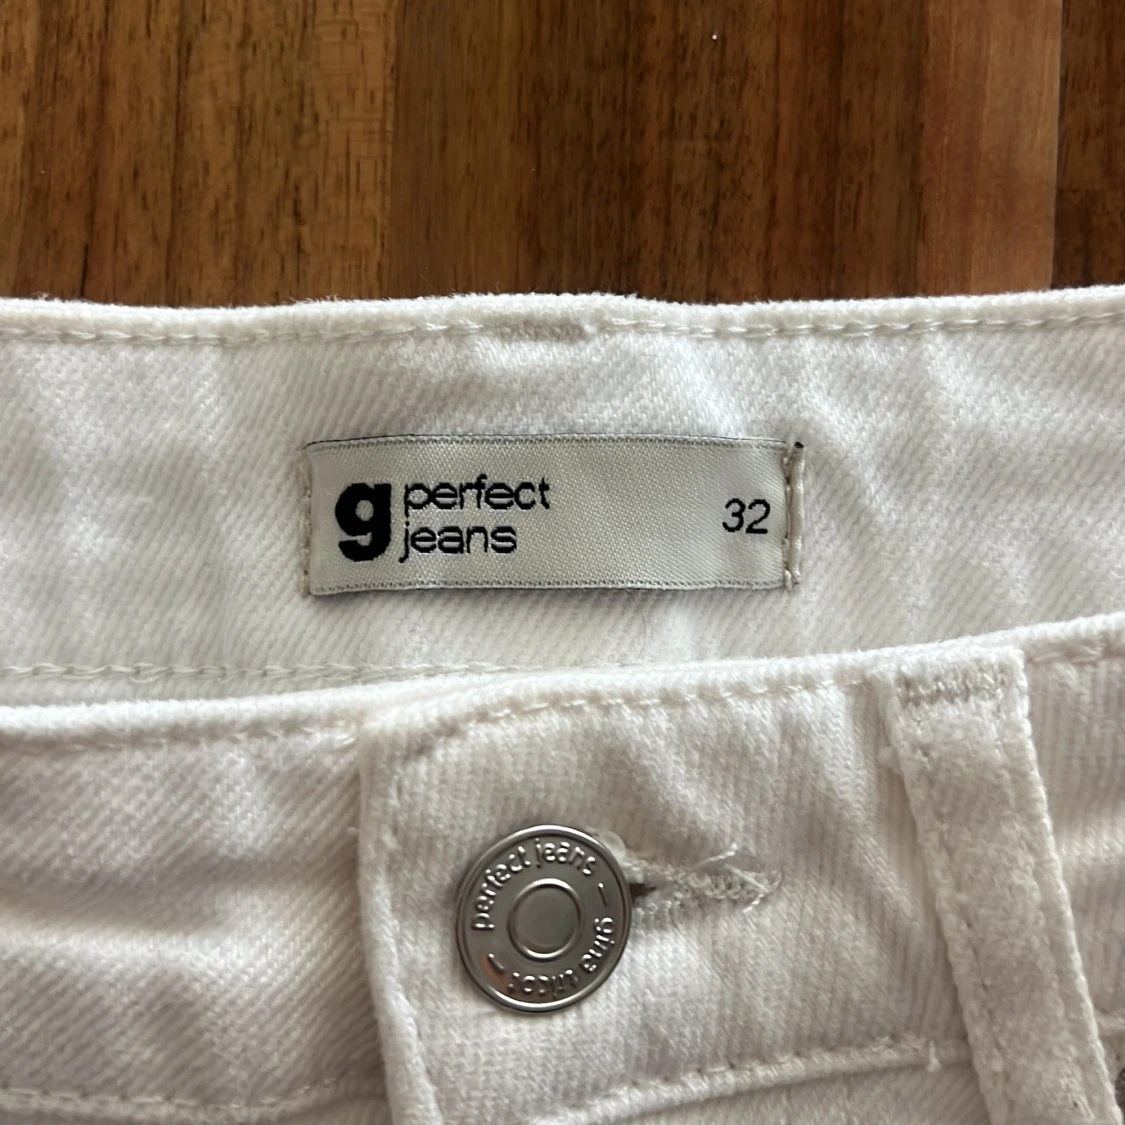 g perfect
jeans
32
perfect jeans –
gina tricot –